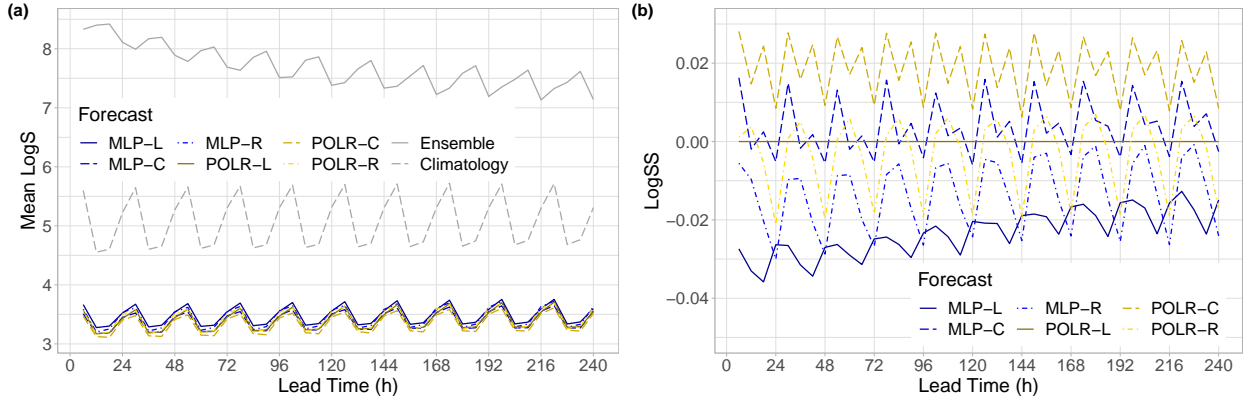 (a)
8
7
6
5
4
3
Mean LogS
Forecast
MLP−L MLP−R POLR−C Ensemble
MLP−C POLR−L POLR−R Climatology
0 24 48 72 96 120 144 168 192 216 240
Lead Time (h)
(b)
0.02
0.00
−0.02
−0.04
LogSS
Forecast
MLP−L MLP−R POLR−C
MLP−C POLR−L POLR−R
0 24 48 72 96 120 144 168 192 216 240
Lead Time (h)